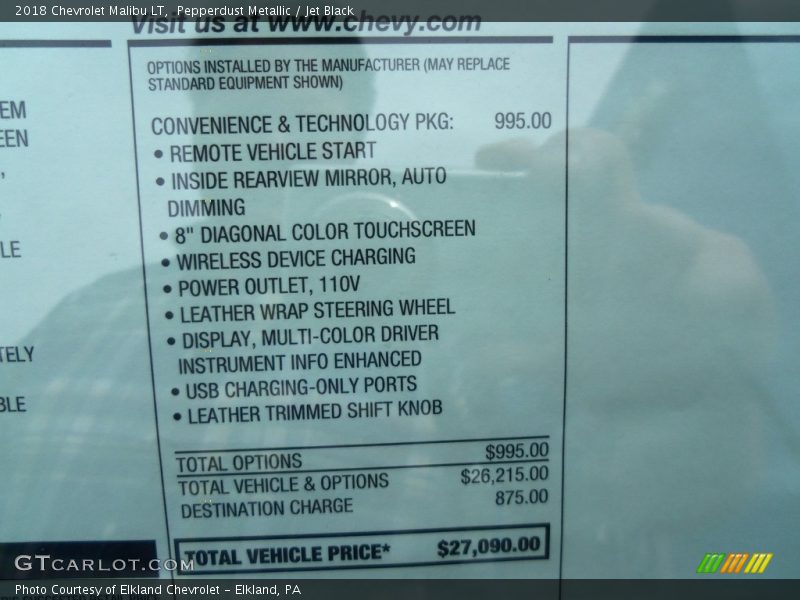 2018 Chevrolet Malibu LT, Pepperdust Metallic / Jet Black
Visit us at www.chevy.com
OPTIONS INSTALLED BY THE MANUFACTURER (MAY REPLACE
STANDARD EQUIPMENT SHOWN)
CONVENIENCE & TECHNOLOGY PKG: 995.00
• REMOTE VEHICLE START
• INSIDE REARVIEW MIRROR, AUTO
DIMMING
• 8" DIAGONAL COLOR TOUCHSCREEN
• WIRELESS DEVICE CHARGING
• POWER OUTLET, 110V
• LEATHER WRAP STEERING WHEEL
• DISPLAY, MULTI-COLOR DRIVER
INSTRUMENT INFO ENHANCED
• USB CHARGING-ONLY PORTS
• LEATHER TRIMMED SHIFT KNOB
TOTAL OPTIONS $995.00
TOTAL VEHICLE & OPTIONS $26,215.00
DESTINATION CHARGE 875.00
TOTAL VEHICLE PRICE* $27,090.00
EM
EEN
,
LE
TELY
BLE
GTCARLOT.COM
Photo Courtesy of Elkland Chevrolet - Elkland, PA